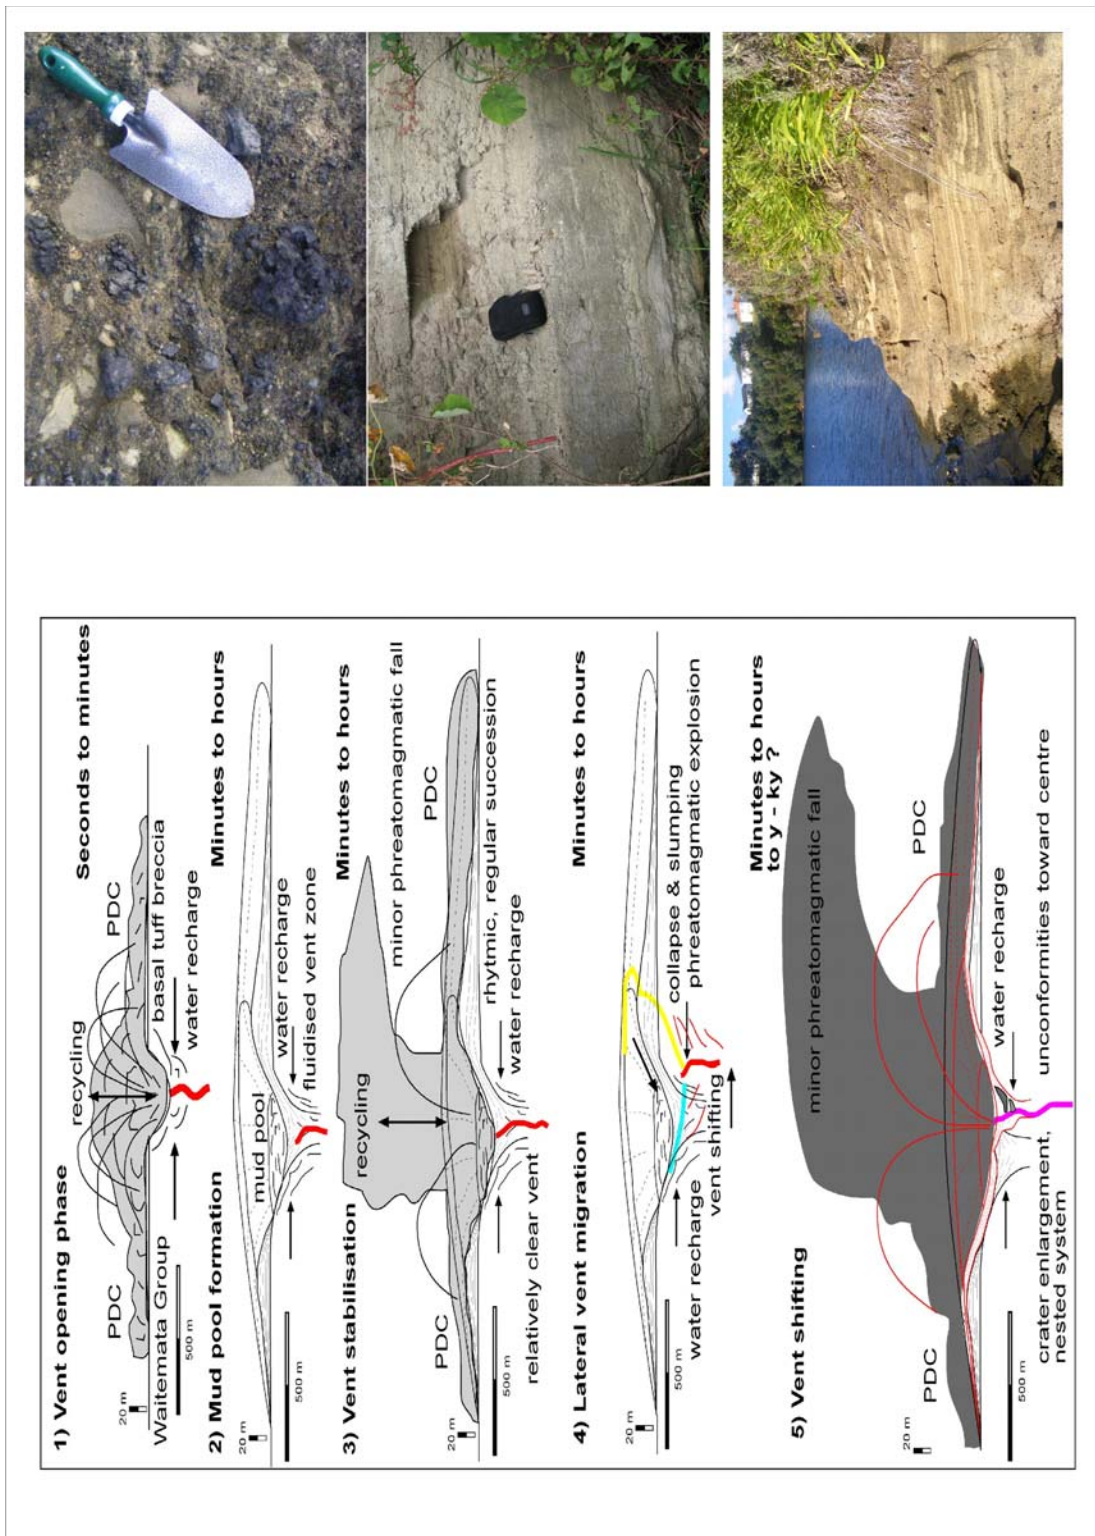 1) Vent opening phase
Seconds to minutes
recycling
PDC
PDC
basal tuff breccia
Waitemata Group
water recharge
20 m
500 m
2) Mud pool formation
Minutes to hours
mud pool
water recharge
fluidised vent zone
20 m
500 m
3) Vent stabilisation
Minutes to hours
recycling
minor phreatomagmatic fall
PDC
PDC
rhytmic, regular succession
water recharge
relatively clear vent
20 m
500 m
4) Lateral vent migration
Minutes to hours
collapse & slumping
phreatomagmatic explosion
water recharge
vent shifting
20 m
500 m
5) Vent shifting
Minutes to hours
to y - ky ?
minor phreatomagmatic fall
PDC
PDC
water recharge
20 m
500 m
crater enlargement,
nested system
unconformities toward centre